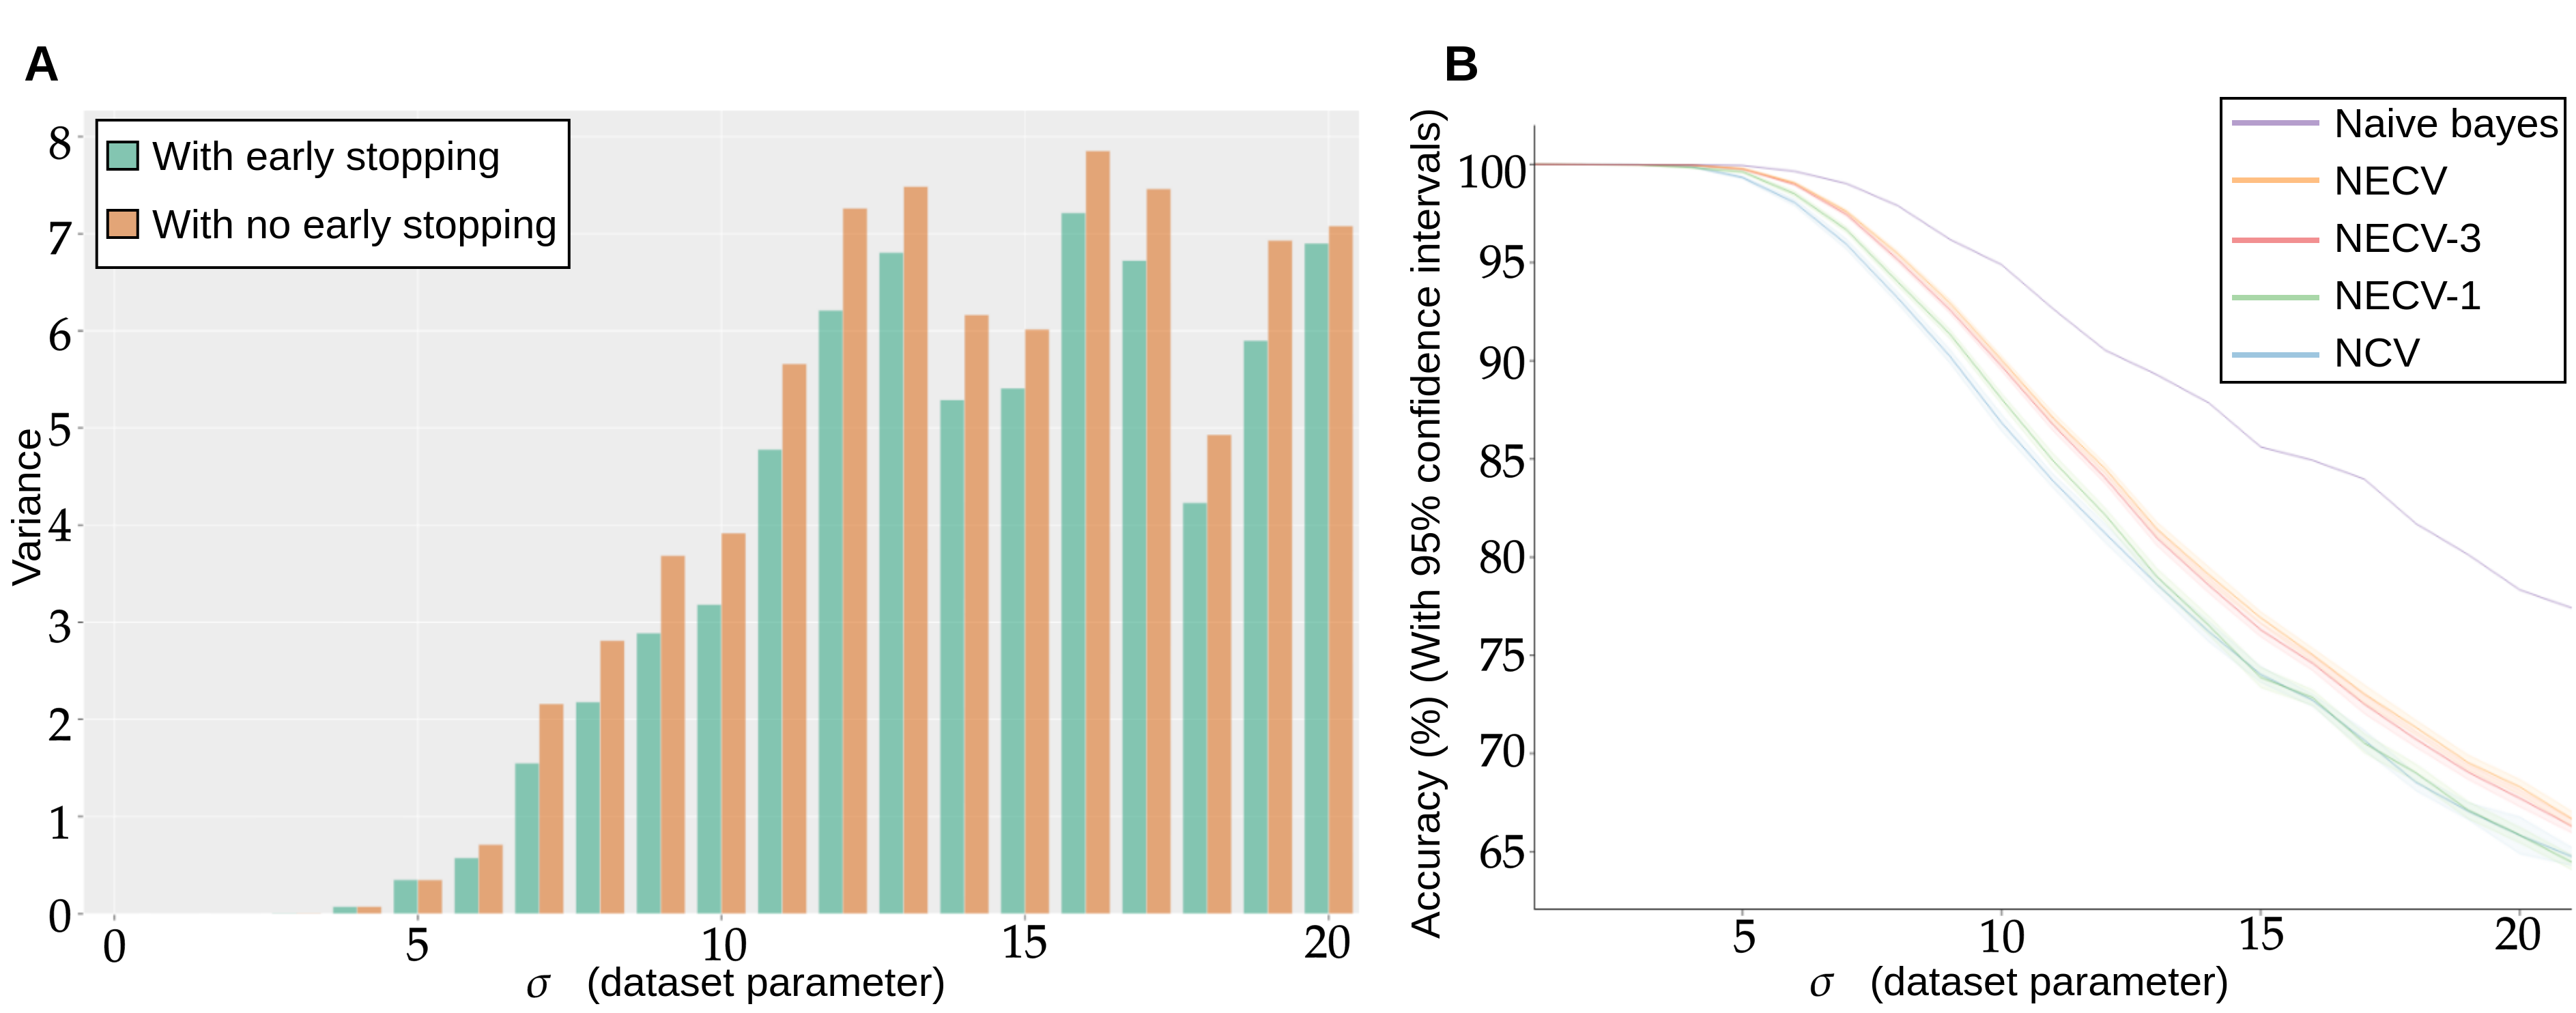 A
With early stopping
With no early stopping
Variance
8
7
6
5
4
3
2
1
0
0 5 10 15 20
σ (dataset parameter)
B
Naive bayes
NECV
NECV-3
NECV-1
NCV
Accuracy (%) (With 95% confidence intervals)
100
95
90
85
80
75
70
65
5 10 15 20
σ (dataset parameter)